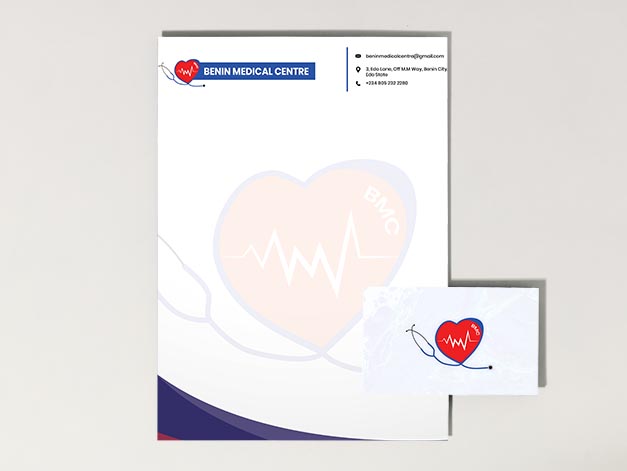 BENIN MEDICAL CENTRE
beninmedicalcentre@gmail.com
3, Edo Lane, Off M.M Way, Benin City,
Edo State
+234 805 232 2280
BMC
BMC